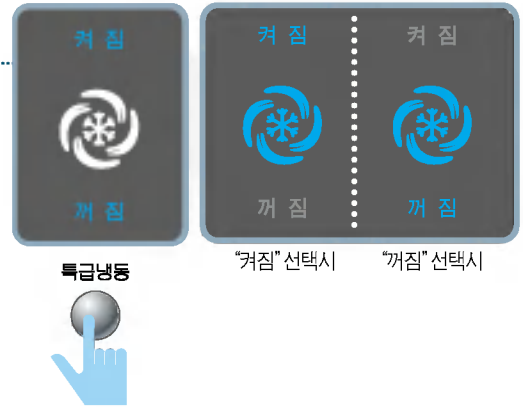 켜 짐
꺼 짐
특급냉동
켜 짐
꺼 짐
“켜짐” 선택시
켜 짐
꺼 짐
“꺼짐” 선택시